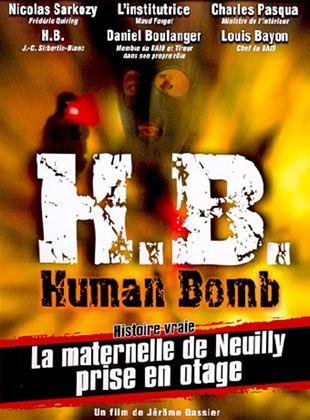 Nicolas Sarkozy L'institutrice Charles Pasqua
Frédéric Quiring Maud Forget Ministre de l'intérieur
H.B. Daniel Boulanger Louis Bayon
J.-C. Sibertin-Blanc Membre du RAID et Tireur Chef du RAID
dans son propre rôle
H.B.
Human Bomb
Histoire vraie
La maternelle de Neuilly
prise en otage
Un film de Jérôme Dassier